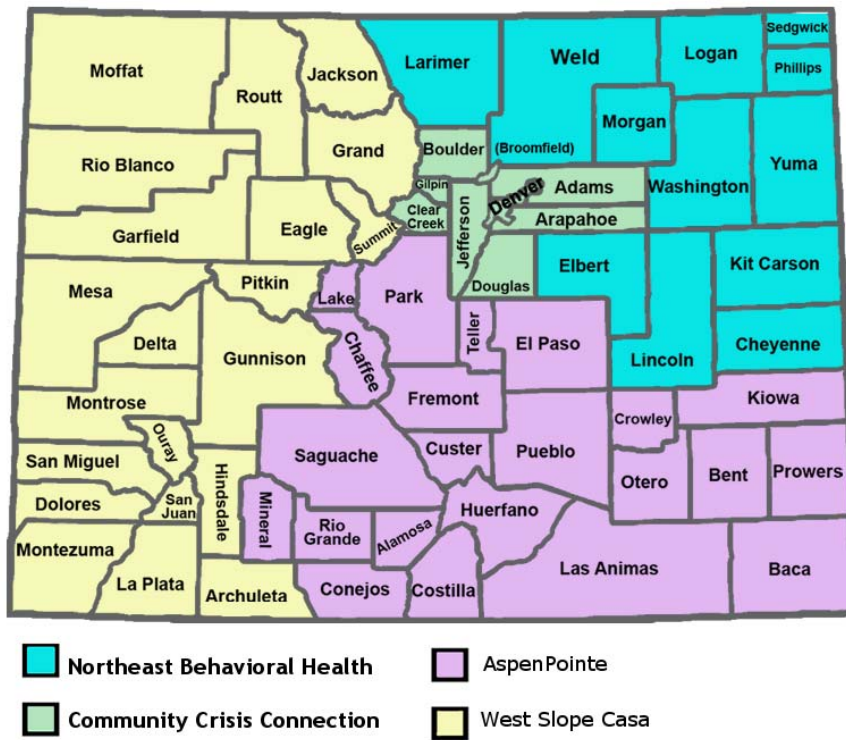 Sedgwick
Moffat
Routt
Jackson
Larimer
Weld
Logan
Phillips
Morgan
Grand
Boulder
(Broomfield)
Rio Blanco
Yuma
Washington
Gilpin
Denver
Adams
Clear
Creek
Arapahoe
Jefferson
Garfield
Eagle
Summit
Elbert
Kit Carson
Pitkin
Douglas
Mesa
Lake
Park
Teller
El Paso
Delta
Gunnison
Chaffee
Lincoln
Cheyenne
Montrose
Fremont
Kiowa
Crowley
Ouray
Saguache
Custer
Pueblo
San Miguel
Hindsdale
Otero
Bent
Prowers
Dolores
San
Juan
Mineral
Rio
Grande
Alamosa
Huerfano
Montezuma
La Plata
Archuleta
Conejos
Costilla
Las Animas
Baca
Northeast Behavioral Health
AspenPointe
Community Crisis Connection
West Slope Casa